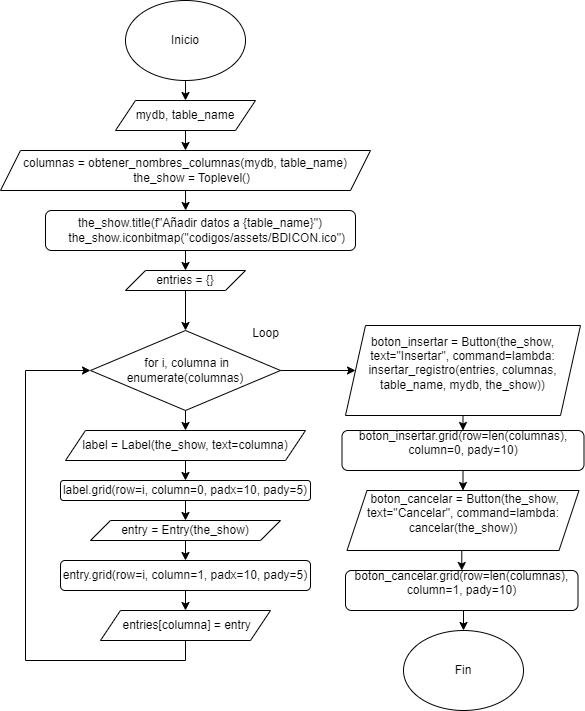 Inicio
mydb, table_name
columnas = obtener_nombres_columnas(mydb, table_name)
the_show = Toplevel()
the_show.title(f"Añadir datos a {table_name}")
the_show.iconbitmap("codigos/assets/BDICON.ico")
entries = {}
Loop
for i, columna in
enumerate(columnas)
label = Label(the_show, text=columna)
label.grid(row=i, column=0, padx=10, pady=5)
entry = Entry(the_show)
entry.grid(row=i, column=1, padx=10, pady=5)
entries[columna] = entry
boton_insertar = Button(the_show,
text="Insertar", command=lambda:
insertar_registro(entries, columnas,
table_name, mydb, the_show))
boton_insertar.grid(row=len(columnas),
column=0, pady=10)
boton_cancelar = Button(the_show,
text="Cancelar", command=lambda:
cancelar(the_show))
boton_cancelar.grid(row=len(columnas),
column=1, pady=10)
Fin